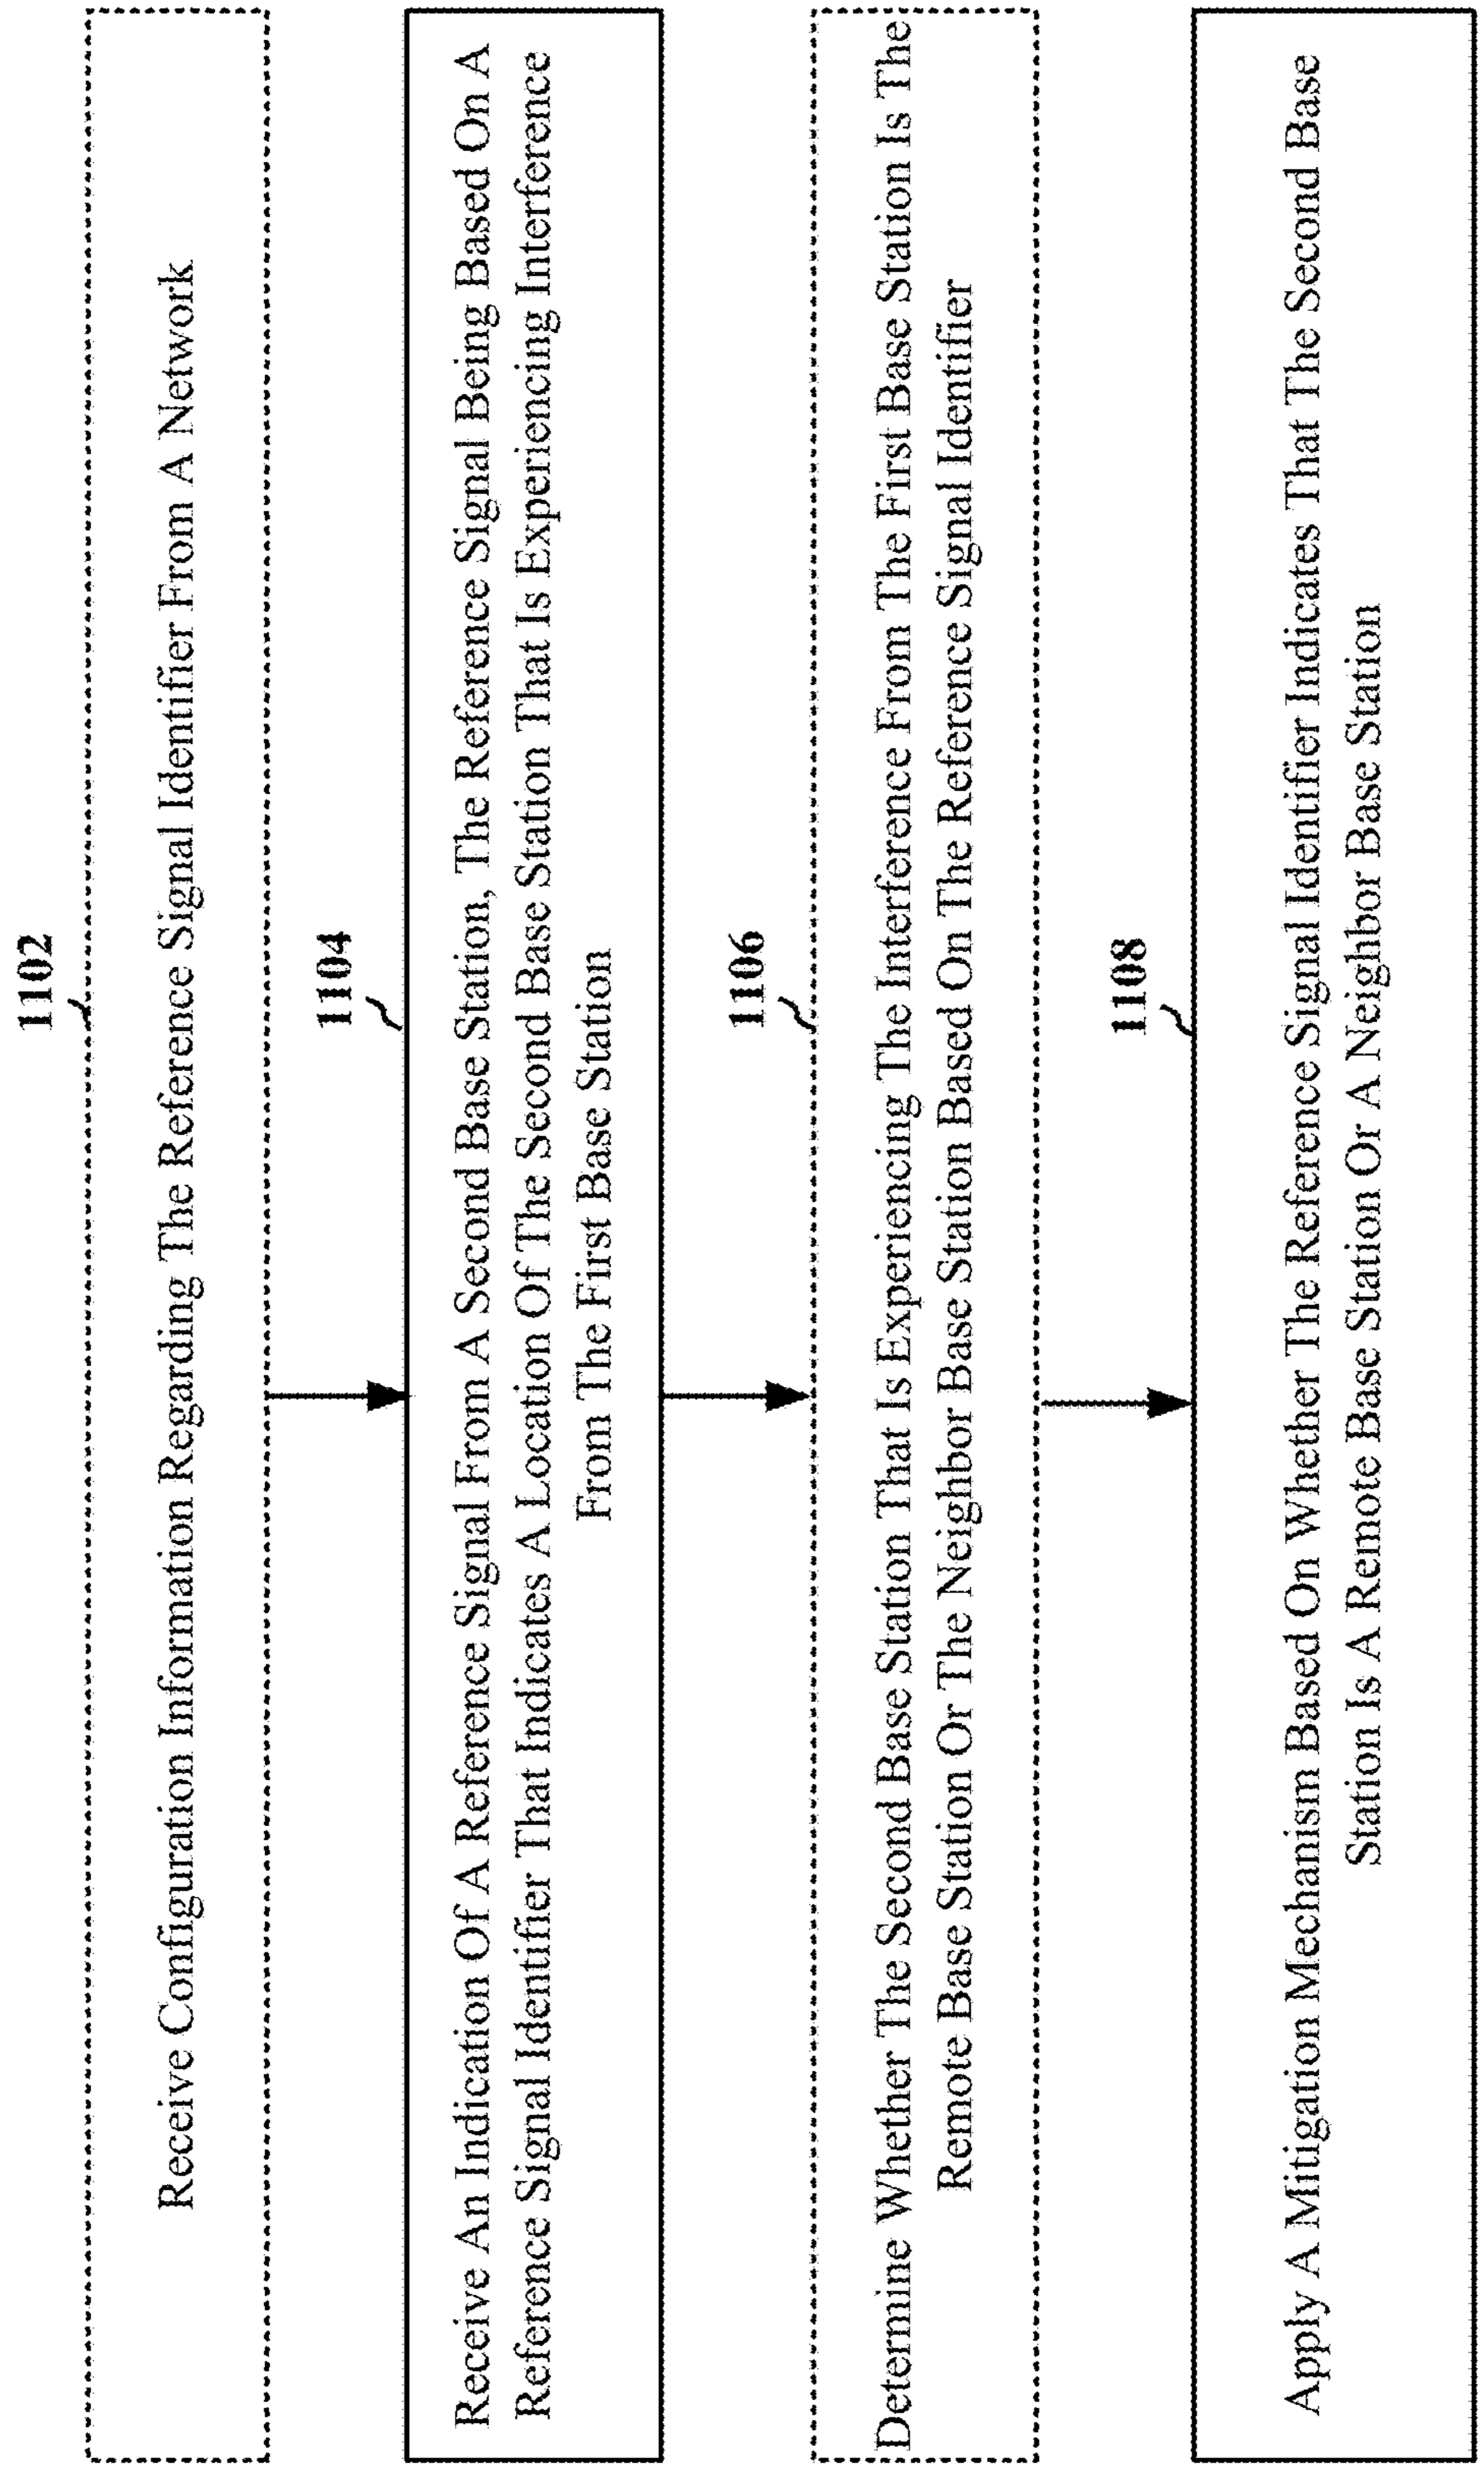 1102
Receive Configuration Information Regarding The Reference Signal Identifier From A Network
1104
Receive An Indication Of A Reference Signal From A Second Base Station, The Reference Signal Being Based On A
Reference Signal Identifier That Indicates A Location Of The Second Base Station That Is Experiencing Interference
From The First Base Station
1106
Determine Whether The Second Base Station That Is Experiencing The Interference From The First Base Station Is The
Remote Base Station Or The Neighbor Base Station Based On The Reference Signal Identifier
1108
Apply A Mitigation Mechanism Based On Whether The Reference Signal Identifier Indicates That The Second Base
Station Is A Remote Base Station Or A Neighbor Base Station